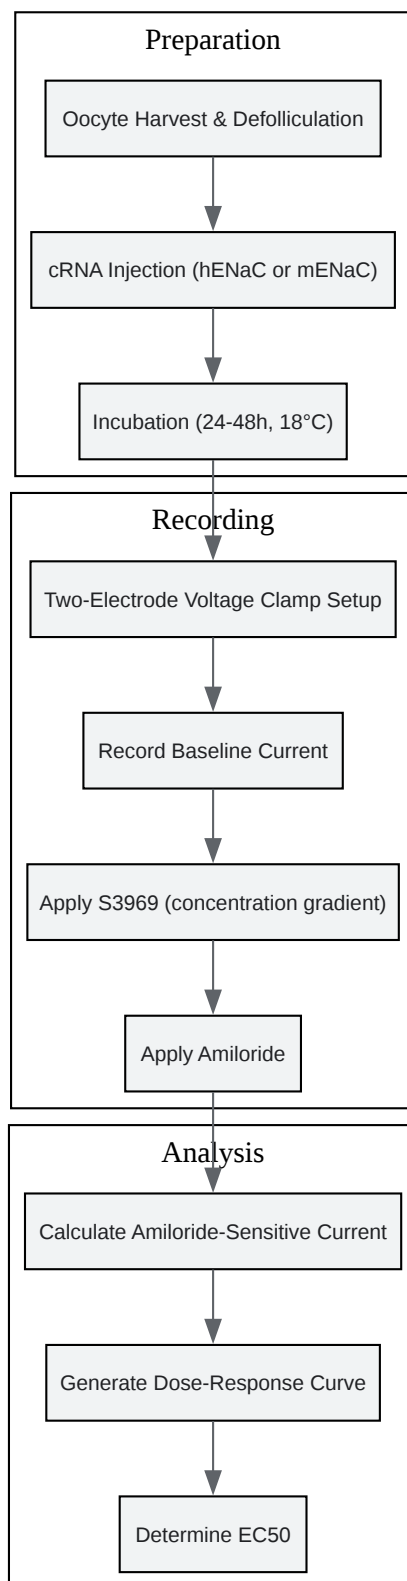 Preparation
Oocyte Harvest & Defolliculation
cRNA Injection (hENaC or mENaC)
Incubation (24-48h, 18°C)
Recording
Two-Electrode Voltage Clamp Setup
Record Baseline Current
Apply S3969 (concentration gradient)
Apply Amiloride
Analysis
Calculate Amiloride-Sensitive Current
Generate Dose-Response Curve
Determine EC50